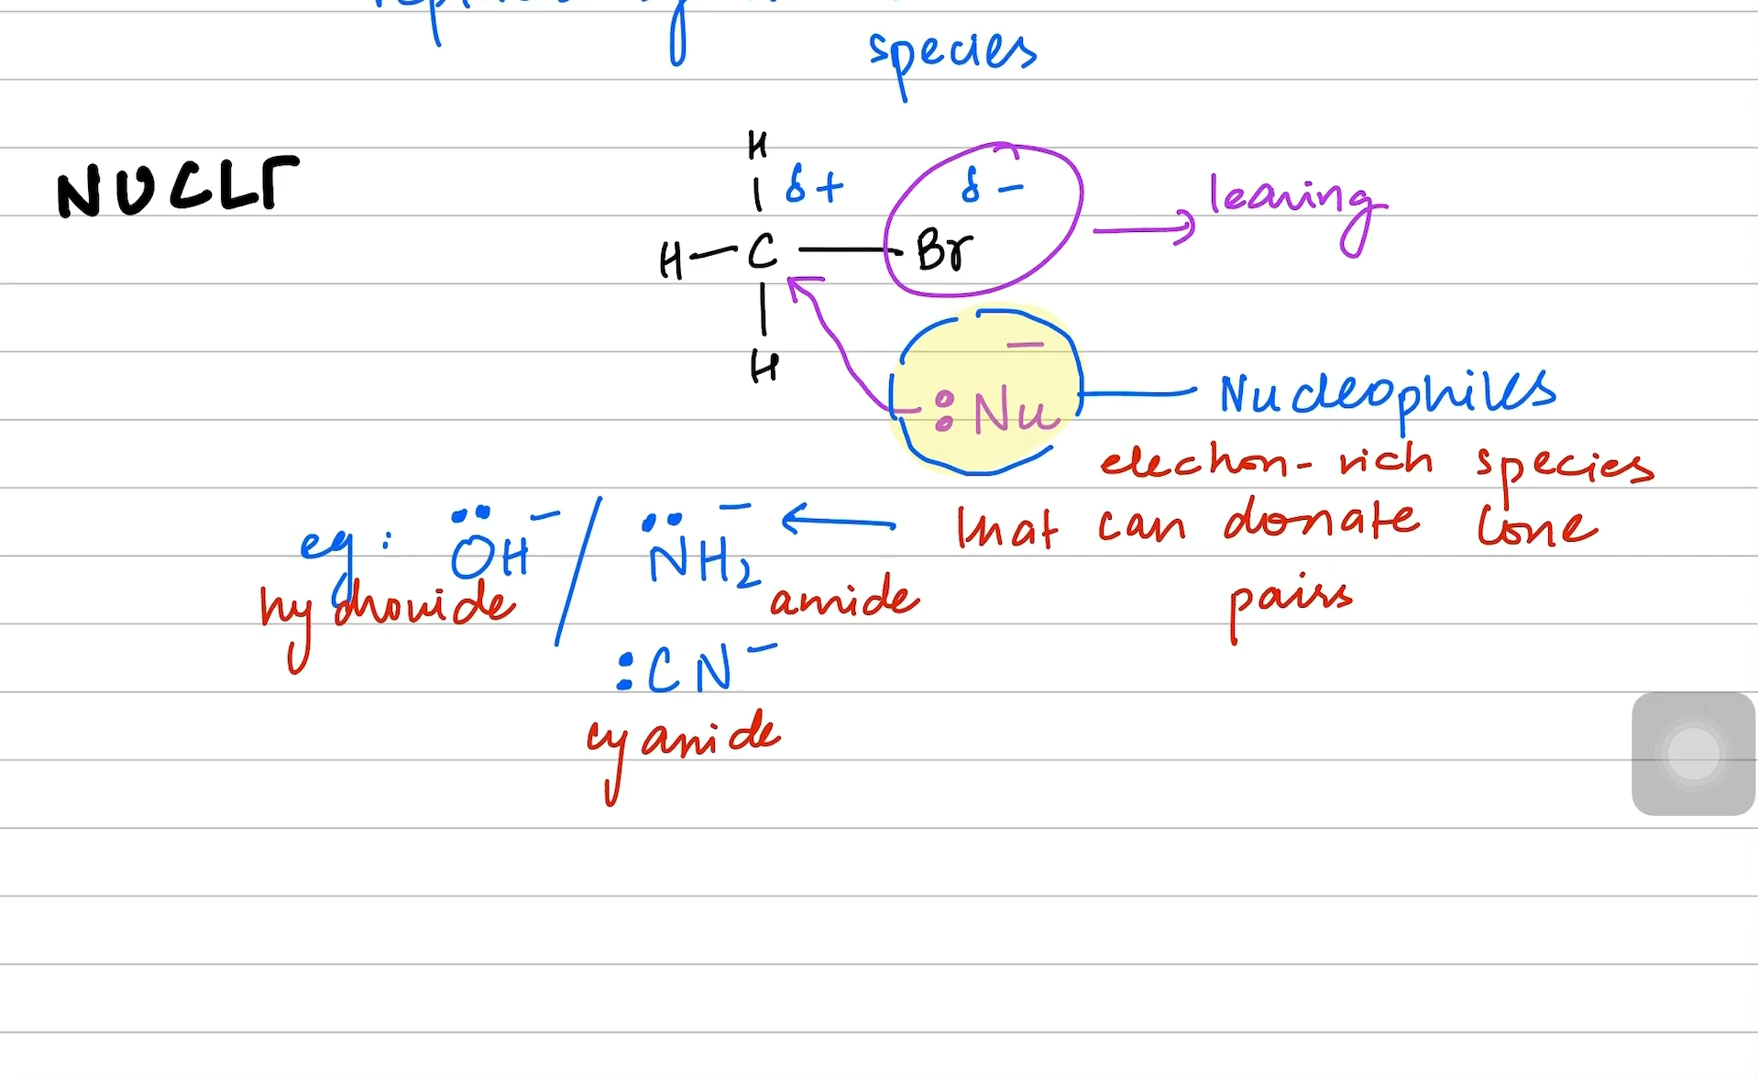 species
H
δ+ δ-
NUCL
leaving
H-C-Br
H
:Nu⁻
Nucleophiles
electron-rich species
that can donate lone
pairs
eg: ÖH⁻ / N̈H₂⁻
hydroxide amide
:CN⁻
cyanide